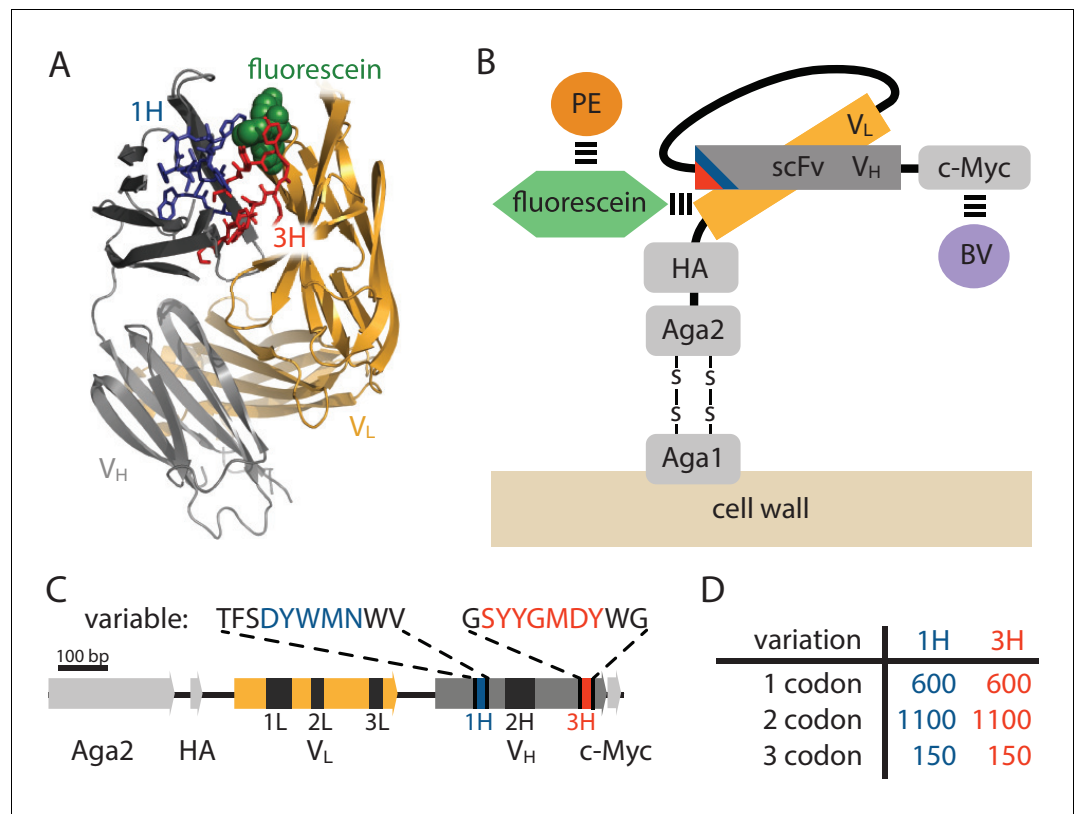 A
fluorescein
1H
3H
VL
VH
B
PE
fluorescein
VL
scFv VH
c-Myc
BV
HA
Aga2
S S
S S
Aga1
cell wall
C
variable: TFSDYWMNWV GSYYGMDYWG
100 bp
1L 2L 3L 1H 2H 3H
Aga2 HA VL VH c-Myc
D
variation 1H 3H
1 codon 600 600
2 codon 1100 1100
3 codon 150 150